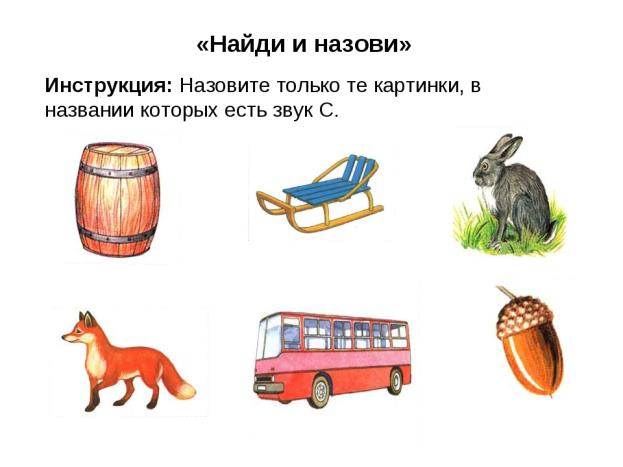 «Найди и назови»
Инструкция: Назовите только те картинки, в
названии которых есть звук С.